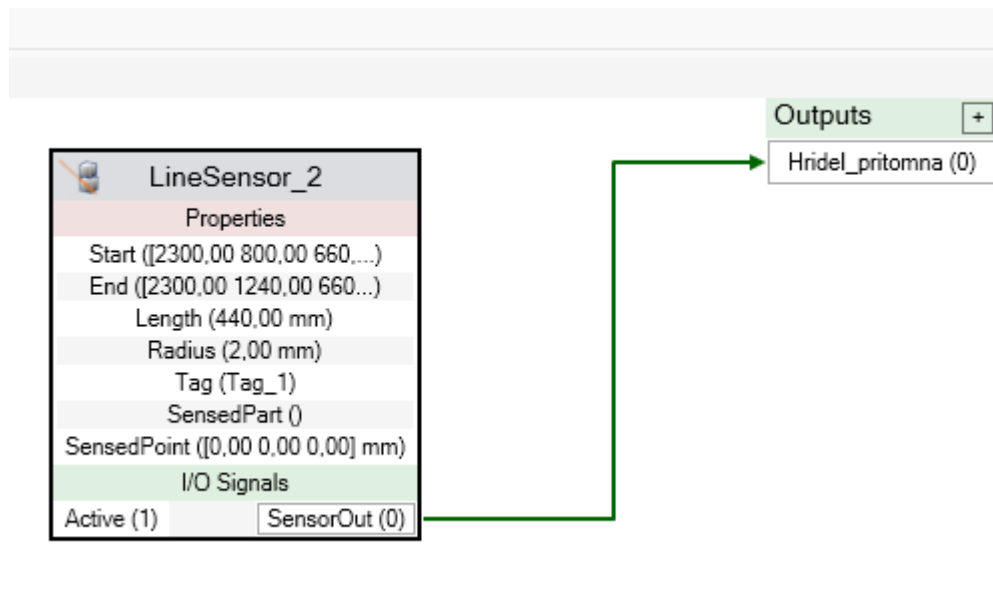 Outputs +
Hridel_pritomna (0)
LineSensor_2
Properties
Start ([2300,00 800,00 660,...)
End ([2300,00 1240,00 660...)
Length (440,00 mm)
Radius (2,00 mm)
Tag (Tag_1)
SensedPart ()
SensedPoint ([0,00 0,00 0,00] mm)
I/O Signals
Active (1) SensorOut (0)